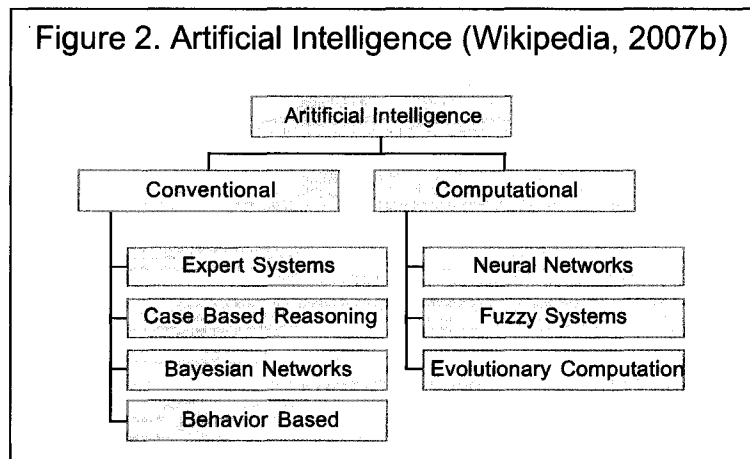 Figure 2. Artificial Intelligence (Wikipedia, 2007b)
Aritificial Intelligence
Conventional
Computational
Expert Systems
Neural Networks
Case Based Reasoning
Fuzzy Systems
Bayesian Networks
Evolutionary Computation
Behavior Based